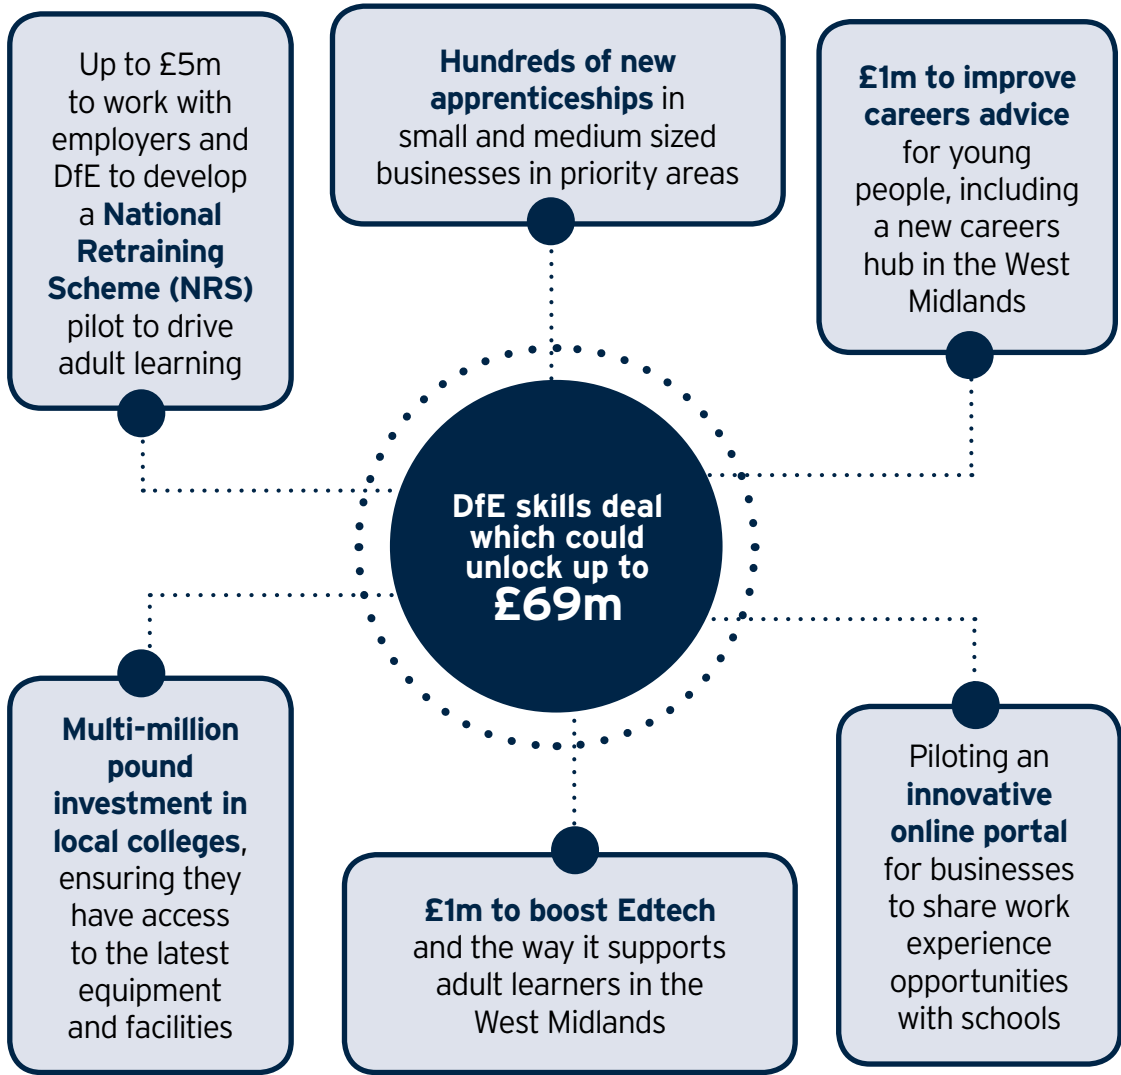 Up to £5m
to work with
employers and
DfE to develop
a National
Retraining
Scheme (NRS)
pilot to drive
adult learning
Hundreds of new
apprenticeships in
small and medium sized
businesses in priority areas
£1m to improve
careers advice
for young
people, including
a new careers
hub in the West
Midlands
DfE skills deal
which could
unlock up to
£69m
Multi-million
pound
investment in
local colleges,
ensuring they
have access
to the latest
equipment
and facilities
£1m to boost Edtech
and the way it supports
adult learners in the
West Midlands
Piloting an
innovative
online portal
for businesses
to share work
experience
opportunities
with schools